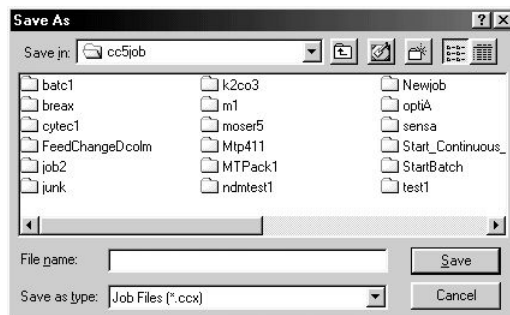 Save As
Save in: cc5job
batc1 k2co3 Newjob
breax m1 optiA
cytec1 moser5 sensa
FeedChangeDcolm Mtp411 Start_Continuous_
job2 MTPack1 StartBatch
junk ndmtest1 test1
File name: Save
Save as type: Job Files (*.ccx) Cancel